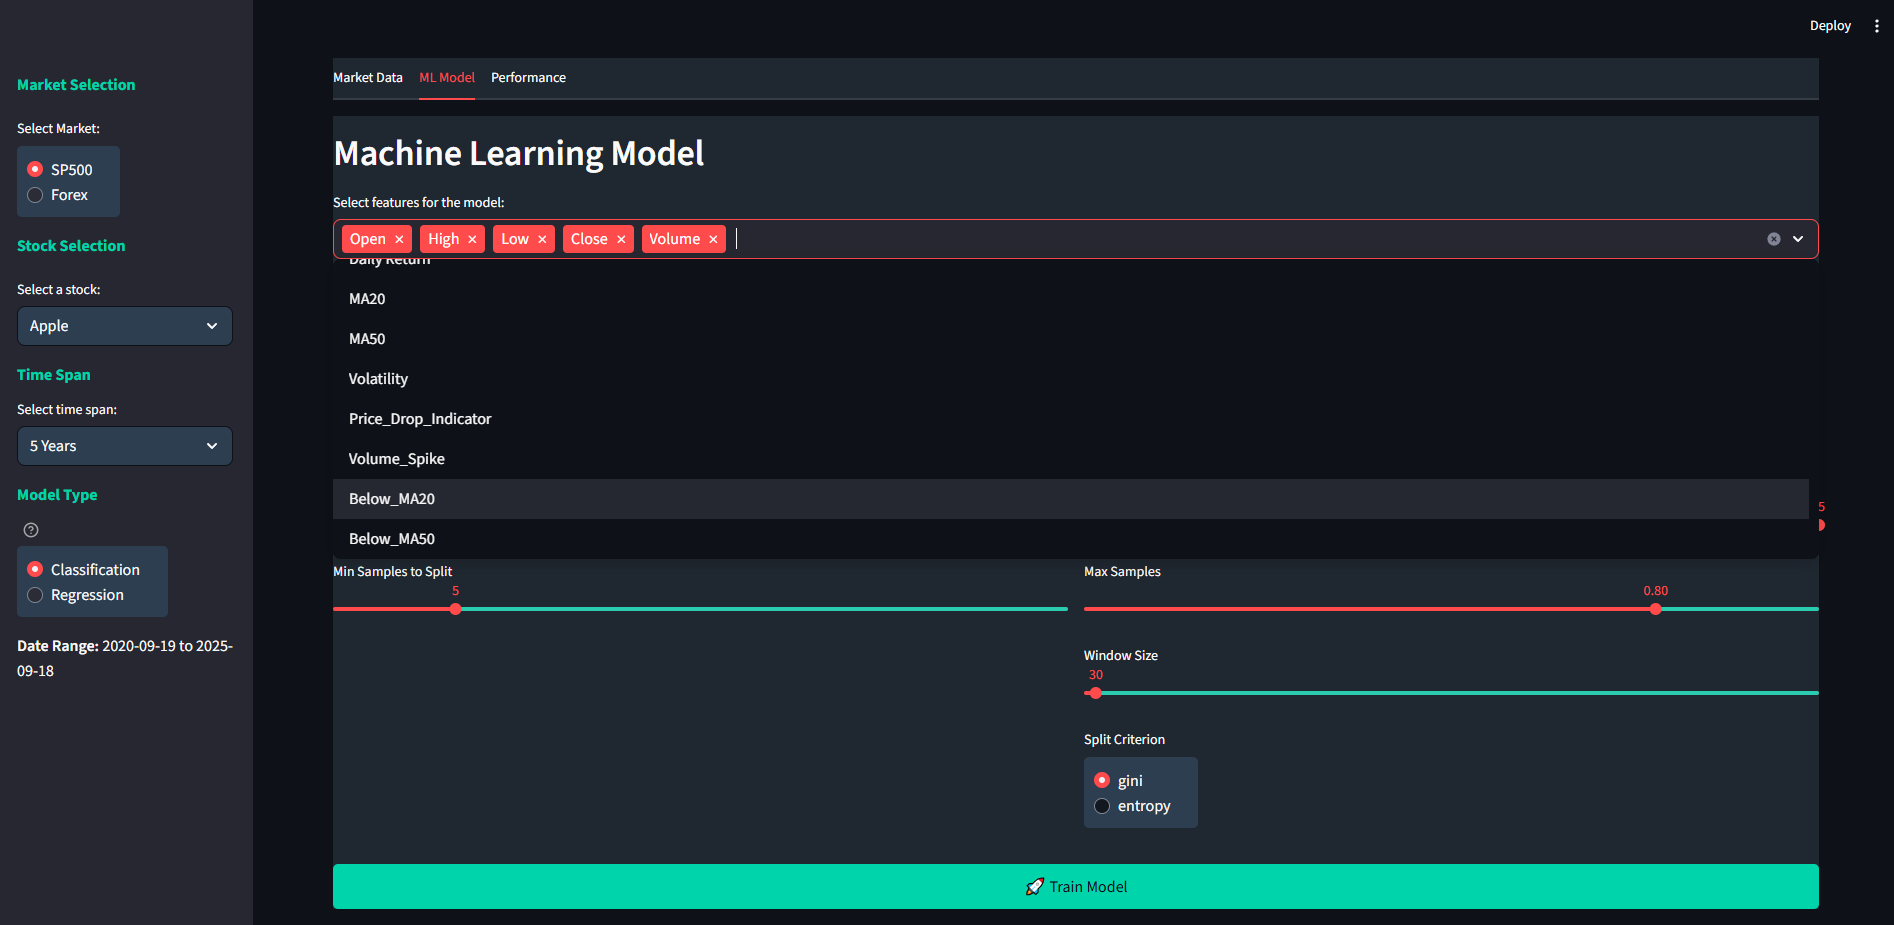 Deploy
Market Selection
Select Market:
SP500
Forex
Stock Selection
Select a stock:
Apple
Time Span
Select time span:
5 Years
Model Type
Classification
Regression
Date Range: 2020-09-19 to 2025-
09-18
Market Data ML Model Performance
Machine Learning Model
Select features for the model:
Open High Low Close Volume
Daily Return
MA20
MA50
Volatility
Price_Drop_Indicator
Volume_Spike
Below_MA20
Below_MA50
5
Min Samples to Split
5
Max Samples
0.80
Window Size
30
Split Criterion
gini
entropy
Train Model